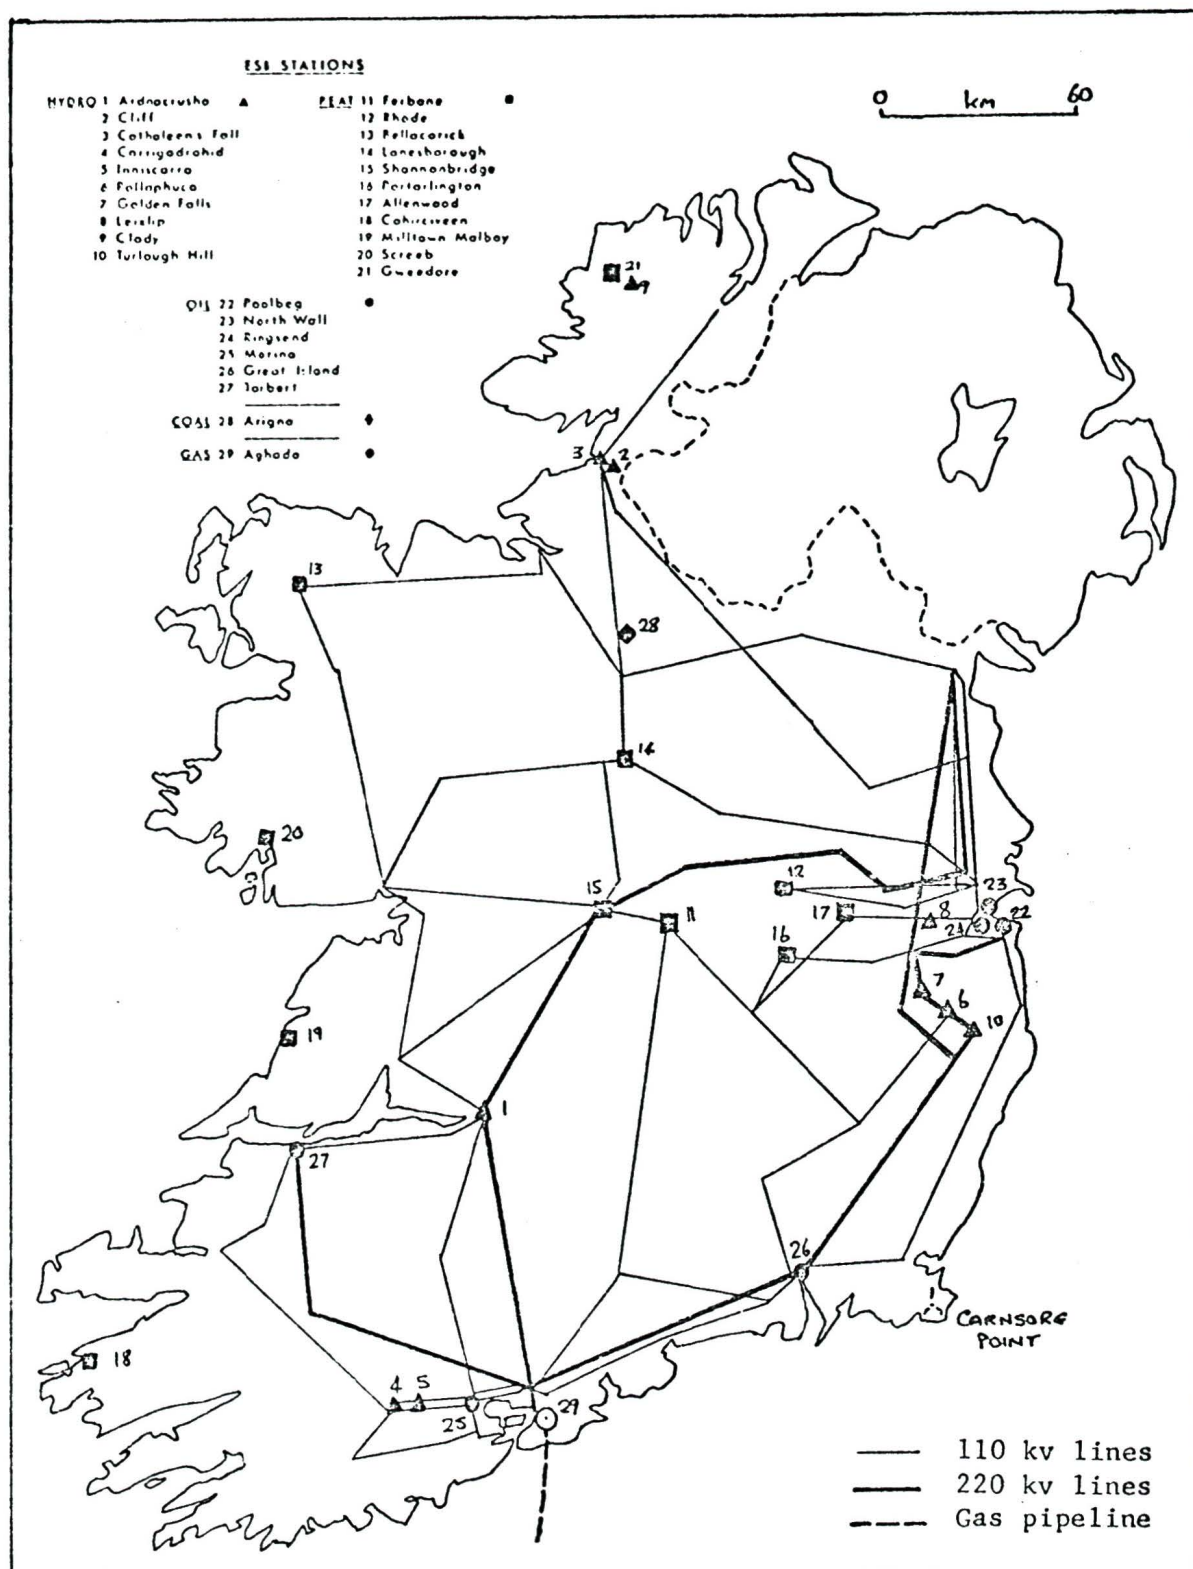 ESB STATIONS
HYDRO 1 Ardnacrusha
2 Cliff
3 Cathaleens Fall
4 Carrigadrohid
5 Inniscarra
6 Pollaphuca
7 Golden Falls
8 Leixlip
9 Clady
10 Turlough Hill
PEAT 11 Ferbane
12 Rhode
13 Bellacorick
14 Lanesborough
15 Shannonbridge
16 Portarlington
17 Allenwood
18 Cahirciveen
19 Milltown Malbay
20 Screeb
21 Gweedore
OIL 22 Poolbeg
23 North Wall
24 Ringsend
25 Marina
26 Great Island
27 Tarbert
COAL 28 Arigna
GAS 29 Aghada
0 km 60
21
9
3 2
13
28
14
20
15
11
12
17
8
23
22
24
16
7
6
10
19
1
27
26
CARNSORE
POINT
18
4 5
25
29
110 kv lines
220 kv lines
Gas pipeline